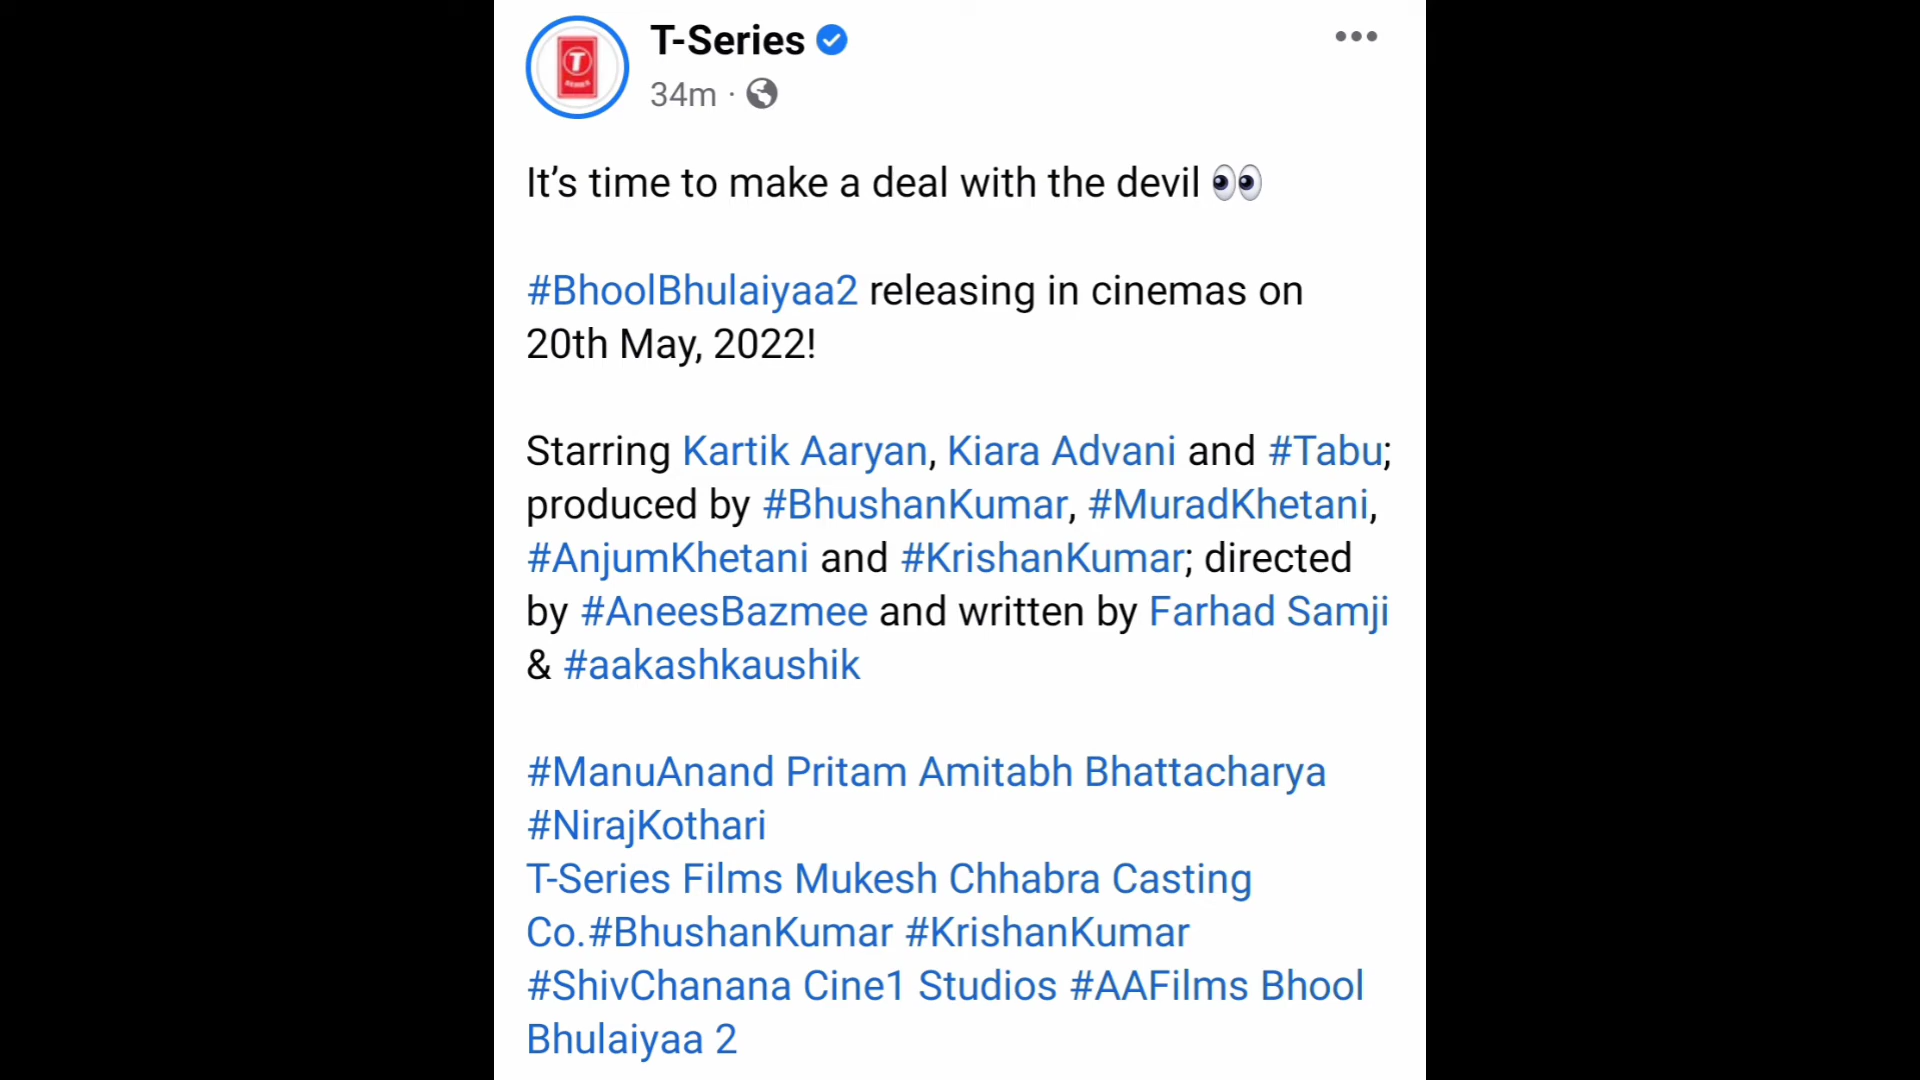 T-Series
34m ·
T
SERIES
It’s time to make a deal with the devil 👀
#BhoolBhulaiyaa2 releasing in cinemas on
20th May, 2022!
Starring Kartik Aaryan, Kiara Advani and #Tabu;
produced by #BhushanKumar, #MuradKhetani,
#AnjumKhetani and #KrishanKumar; directed
by #AneesBazmee and written by Farhad Samji
& #aakashkaushik
#ManuAnand Pritam Amitabh Bhattacharya
#NirajKothari
T-Series Films Mukesh Chhabra Casting
Co.#BhushanKumar #KrishanKumar
#ShivChanana Cine1 Studios #AAFilms Bhool
Bhulaiyaa 2